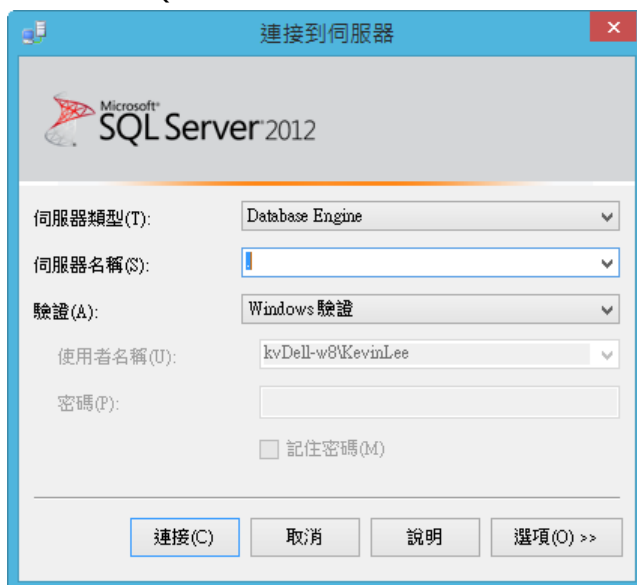 連接到伺服器
Microsoft®
SQL Server 2012
伺服器類型(T):
Database Engine
伺服器名稱(S):
.
驗證(A):
Windows 驗證
使用者名稱(U):
kvDell-w8\KevinLee
密碼(P):
記住密碼(M)
連接(C)
取消
說明
選項(O) >>